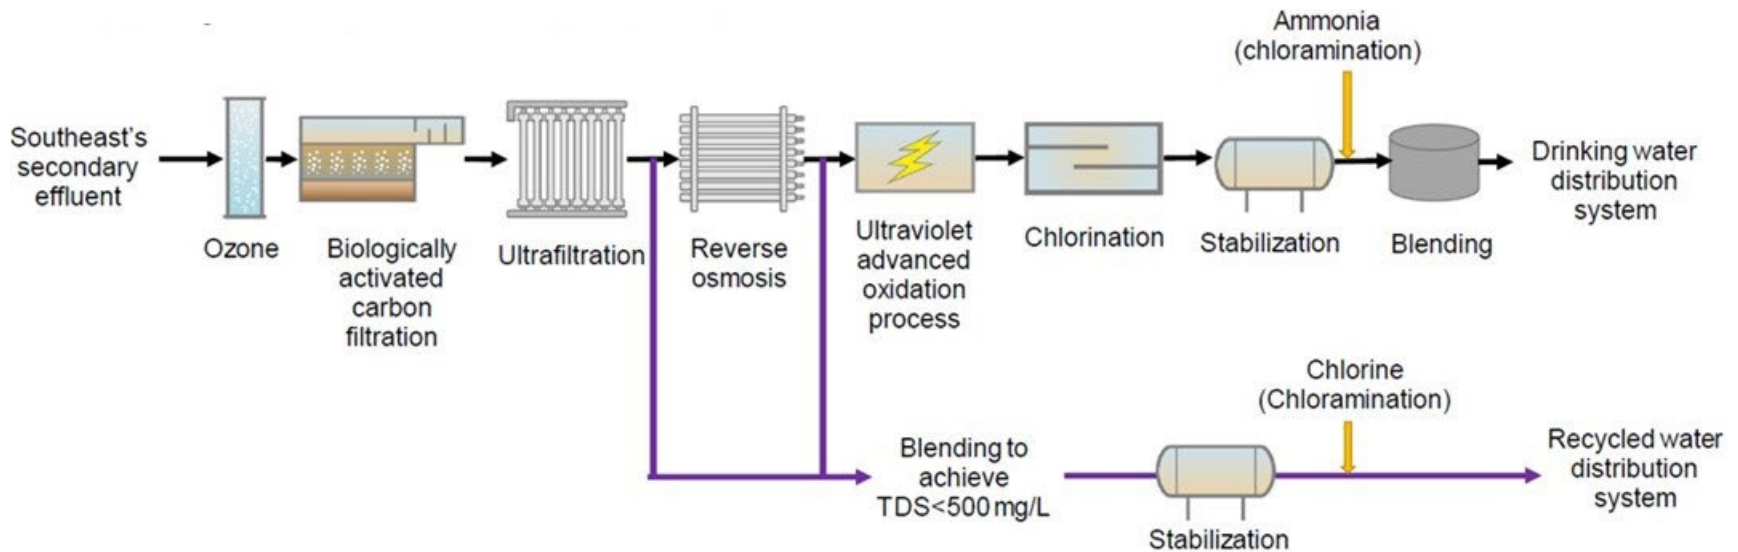 Ammonia
(chloramination)
Southeast's
secondary
effluent
Drinking water
distribution
system
Ozone
Biologically
activated
carbon
filtration
Ultrafiltration
Reverse
osmosis
Ultraviolet
advanced
oxidation
process
Chlorination
Stabilization
Blending
Chlorine
(Chloramination)
Blending to
achieve
TDS<500 mg/L
Recycled water
distribution
system
Stabilization